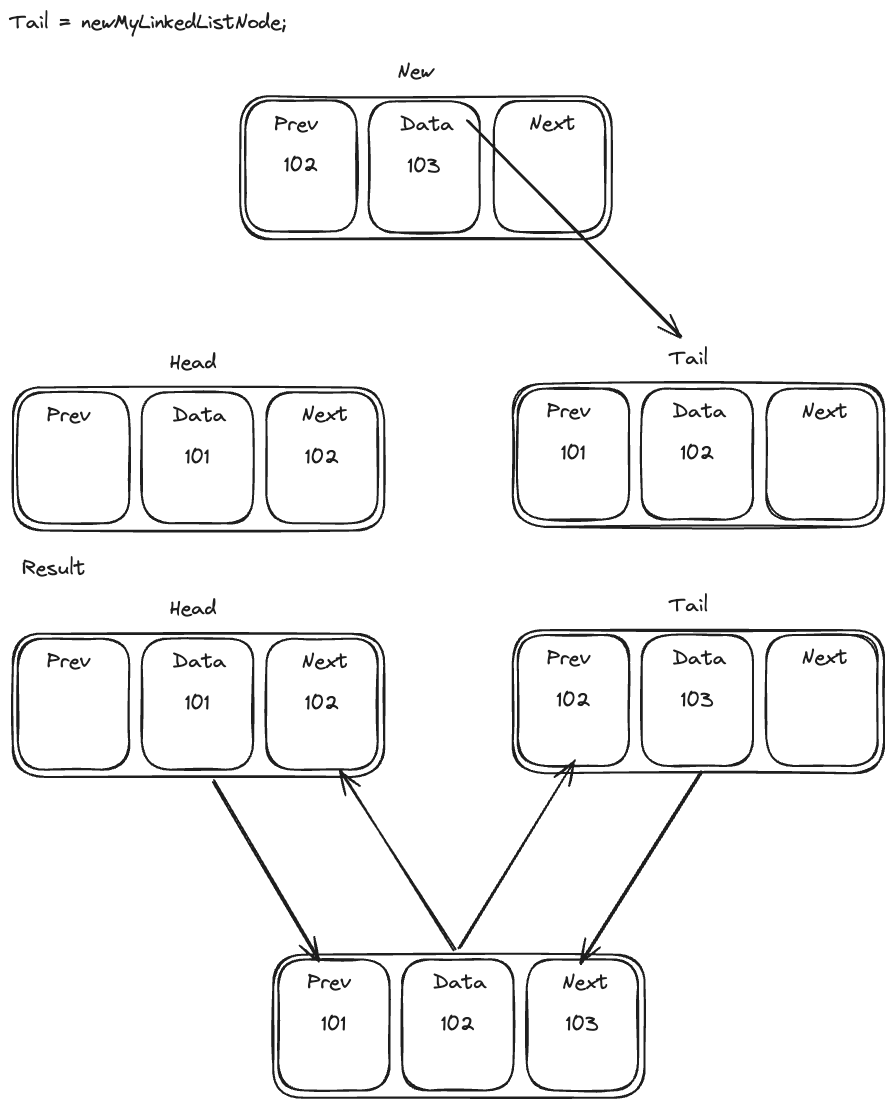 Tail = newMyLinkedListNode;
New
Prev Data Next
102 103
Head Tail
Prev Data Next Prev Data Next
101 102 101 102
Result
Head Tail
Prev Data Next Prev Data Next
101 102 102 103
Prev Data Next
101 102 103